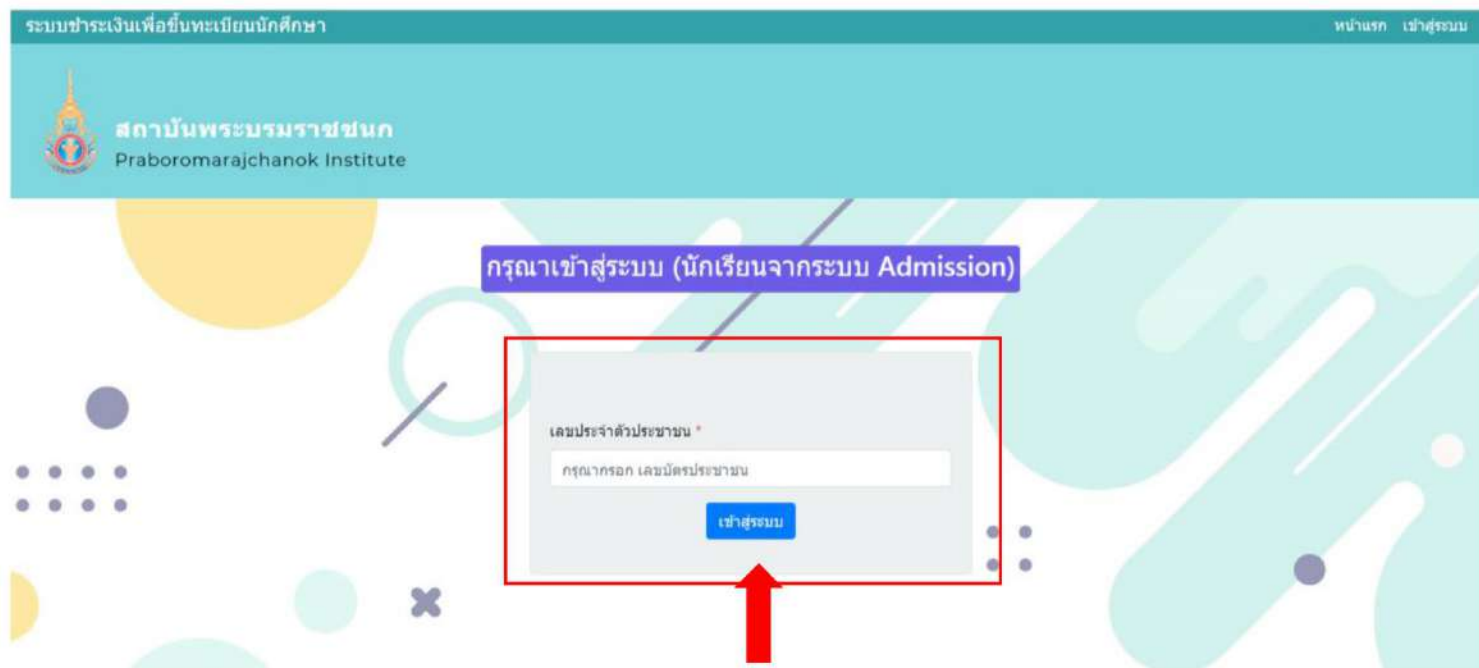 ระบบชำระเงินเพื่อขึ้นทะเบียนนักศึกษา
หน้าแรก เข้าสู่ระบบ
สถาบันพระบรมราชชนก
Praboromarajchanok Institute
กรุณาเข้าสู่ระบบ (นักเรียนจากระบบ Admission)
เลขประจำตัวประชาชน *
กรุณากรอก เลขบัตรประชาชน
เข้าสู่ระบบ